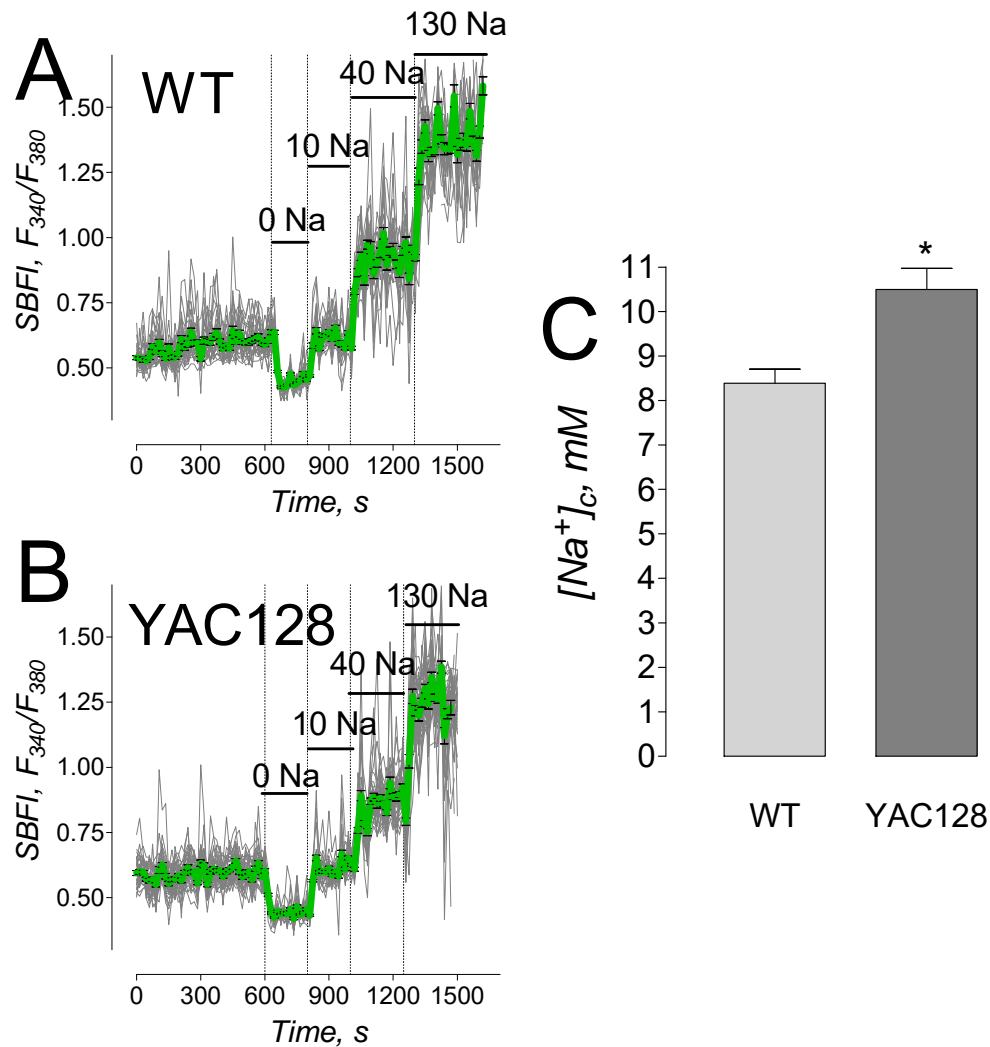 A
WT
130 Na
40 Na
10 Na
0 Na
1.50
1.25
1.00
0.75
0.50
SBFI, F340/F380
0 300 600 900 1200 1500
Time, s
B
YAC128
130 Na
40 Na
10 Na
0 Na
1.50
1.25
1.00
0.75
0.50
SBFI, F340/F380
0 300 600 900 1200 1500
Time, s
C
*
11
10
9
8
7
6
5
4
3
2
1
0
[Na+]C, mM
WT YAC128